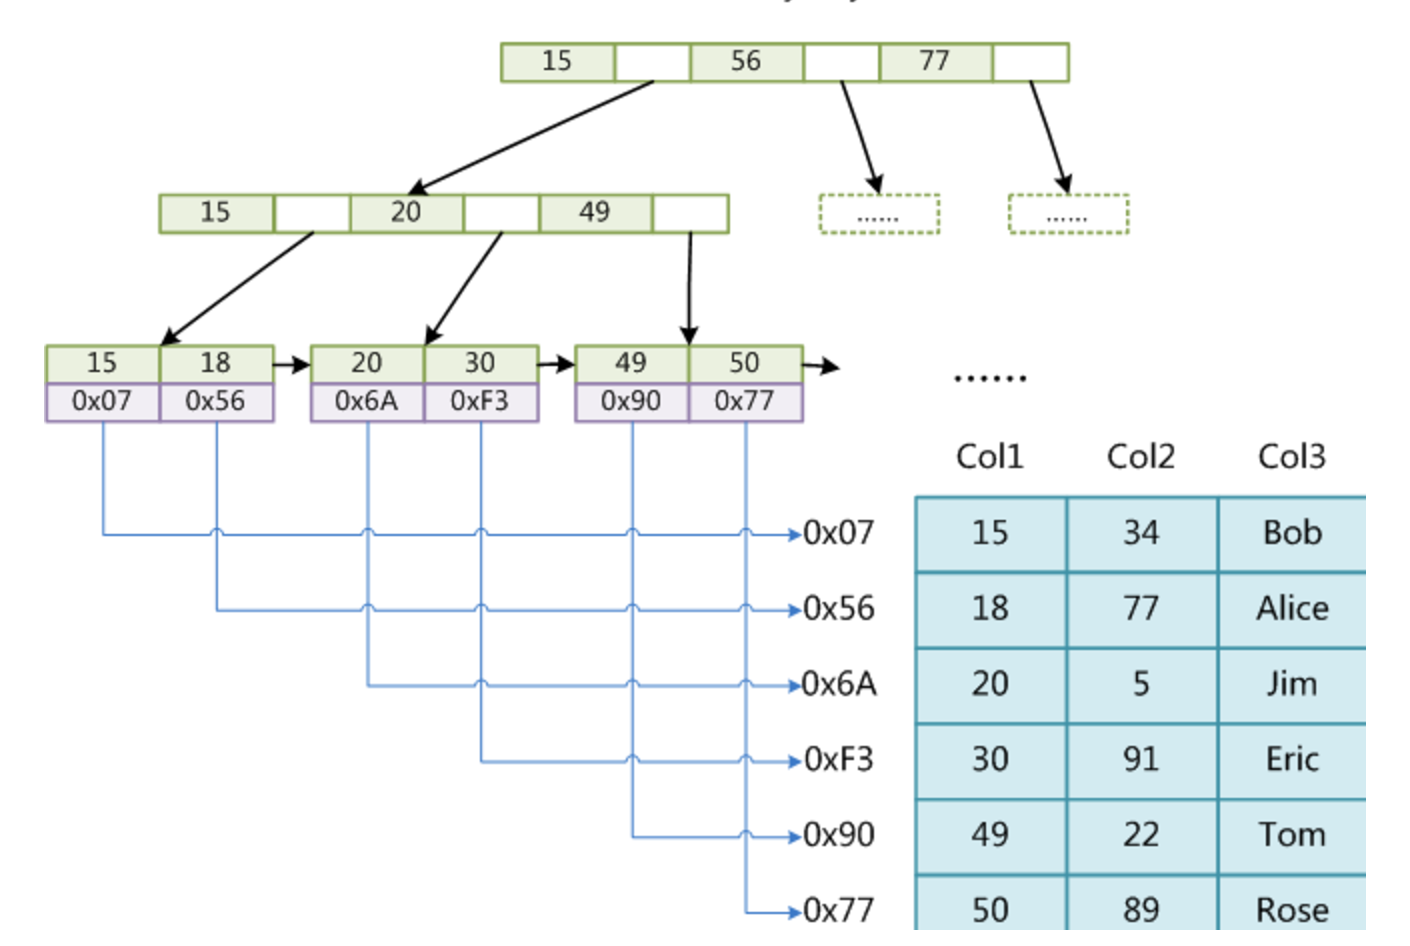 15 56 77
15 20 49 ...... ......
15 18 20 30 49 50
0x07 0x56 0x6A 0xF3 0x90 0x77
......
Col1 Col2 Col3
0x07 15 34 Bob
0x56 18 77 Alice
0x6A 20 5 Jim
0xF3 30 91 Eric
0x90 49 22 Tom
0x77 50 89 Rose